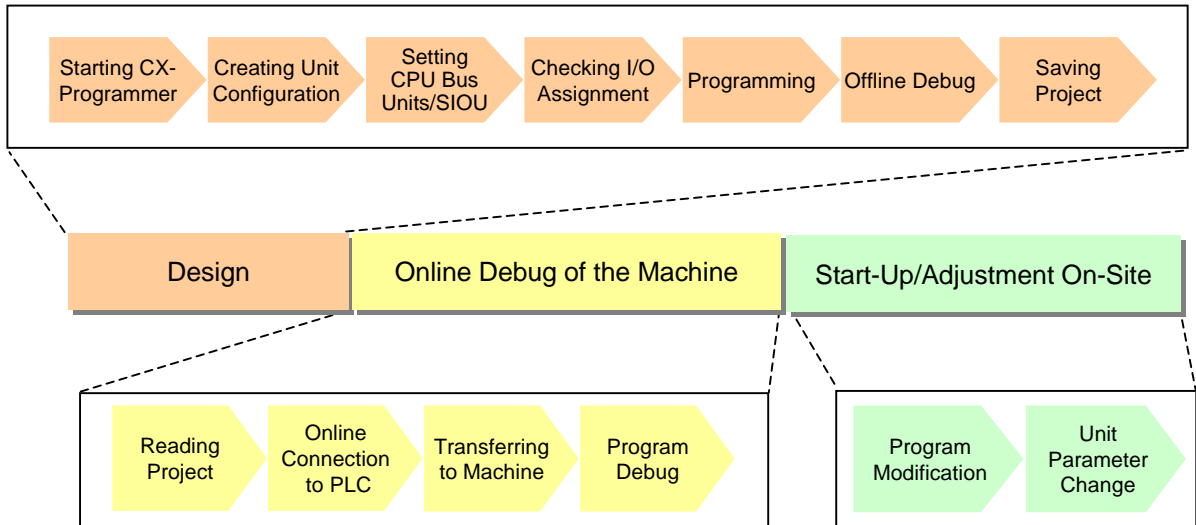 Starting CX-
Programmer
Creating Unit
Configuration
Setting
CPU Bus
Units/SIOU
Checking I/O
Assignment
Programming
Offline Debug
Saving
Project
Design
Online Debug of the Machine
Start-Up/Adjustment On-Site
Reading
Project
Online
Connection
to PLC
Transferring
to Machine
Program
Debug
Program
Modification
Unit
Parameter
Change